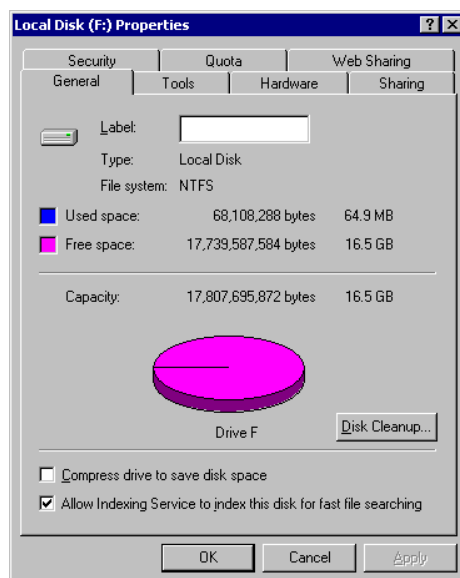 Local Disk (F:) Properties
Security Quota Web Sharing
General Tools Hardware Sharing
Label:
Type: Local Disk
File system: NTFS
Used space: 68,108,288 bytes 64.9 MB
Free space: 17,739,587,584 bytes 16.5 GB
Capacity: 17,807,695,872 bytes 16.5 GB
Drive F
Disk Cleanup...
Compress drive to save disk space
Allow Indexing Service to index this disk for fast file searching
OK Cancel Apply